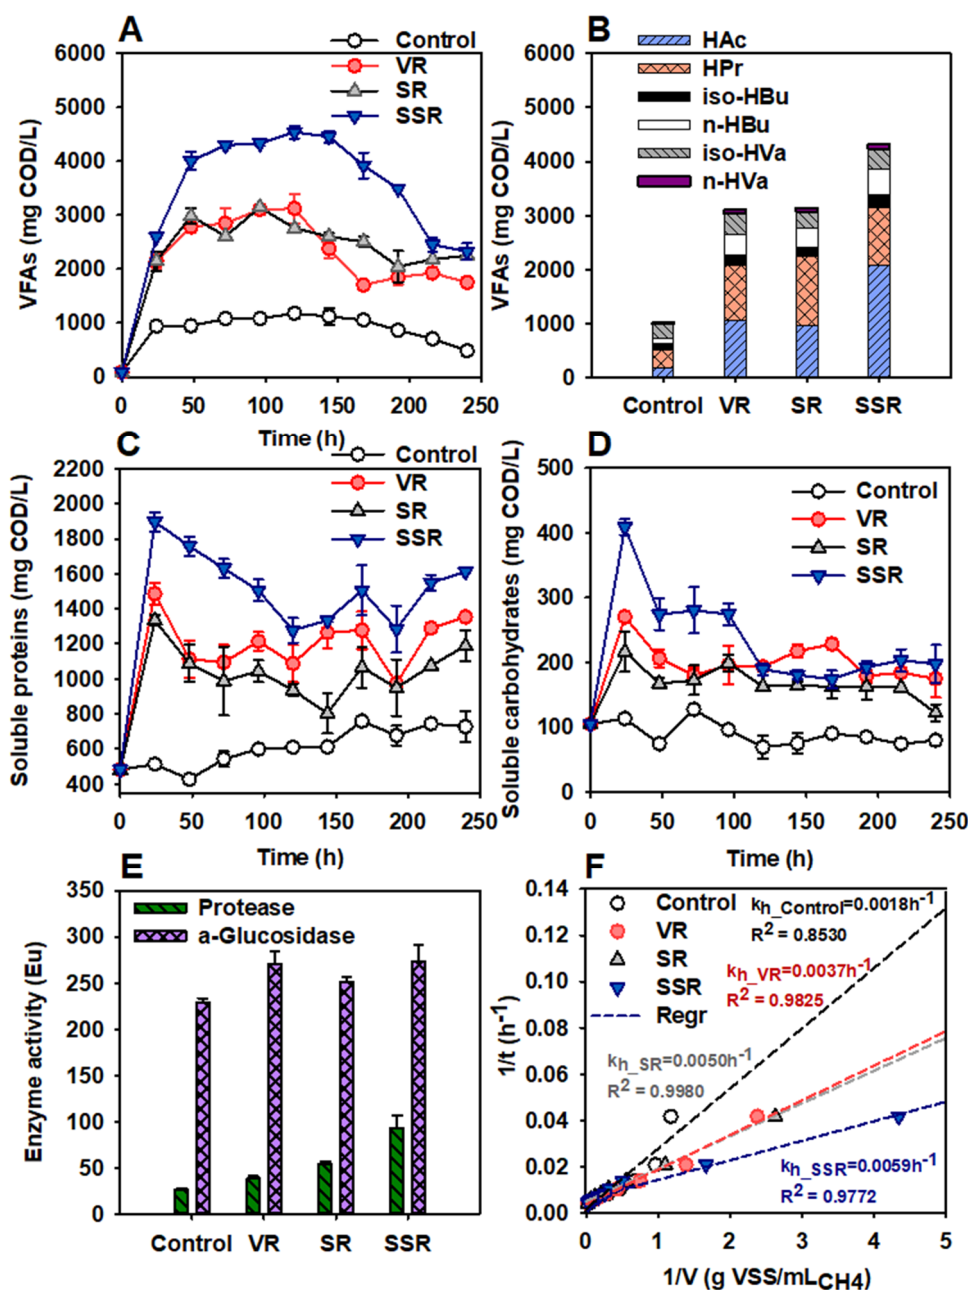 A
Control
VR
SR
SSR
6000
5000
4000
3000
2000
1000
0
VFAs (mg COD/L)
0
50
100
150
200
250
Time (h)
B
HAc
HPr
iso-HBu
n-HBu
iso-HVa
n-HVa
6000
5000
4000
3000
2000
1000
0
VFAs (mg COD/L)
Control
VR
SR
SSR
C
Control
VR
SR
SSR
2200
2000
1800
1600
1400
1200
1000
800
600
400
Soluble proteins (mg COD/L)
0
50
100
150
200
250
Time (h)
D
Control
VR
SR
SSR
500
400
300
200
100
0
Soluble carbohydrates (mg COD/L)
0
50
100
150
200
250
Time (h)
E
Protease
a-Glucosidase
350
300
250
200
150
100
50
0
Enzyme activity (Eu)
Control
VR
SR
SSR
F
Control
VR
SR
SSR
Regr
k_h_Control=0.0018h⁻¹
R² = 0.8530
k_h_VR=0.0037h⁻¹
R² = 0.9825
k_h_SR=0.0050h⁻¹
R² = 0.9980
k_h_SSR=0.0059h⁻¹
R² = 0.9772
0.14
0.12
0.10
0.08
0.06
0.04
0.02
0.00
1/t (h⁻¹)
0
1
2
3
4
5
1/V (g VSS/mL_CH4)